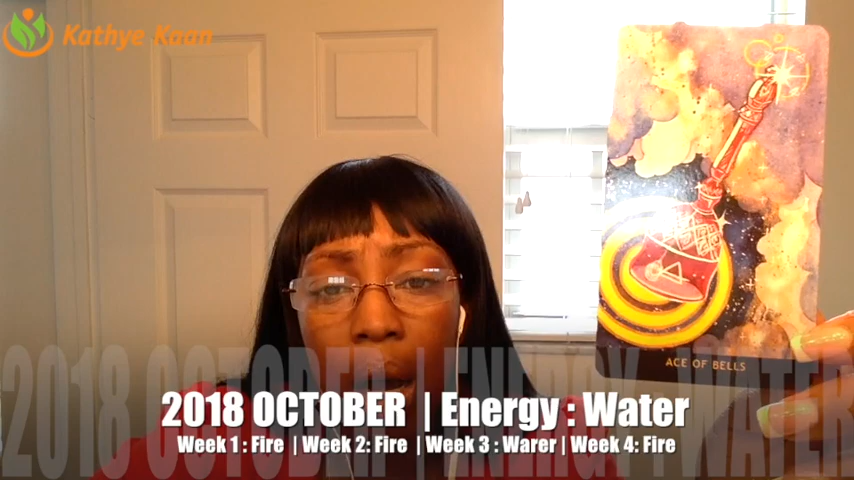 Kathye Kaan
ACE OF BELLS
2018 OCTOBER | ENERGY : WATER
2018 OCTOBER | Energy : Water
Week 1 : Fire | Week 2: Fire | Week 3 : Warer | Week 4: Fire